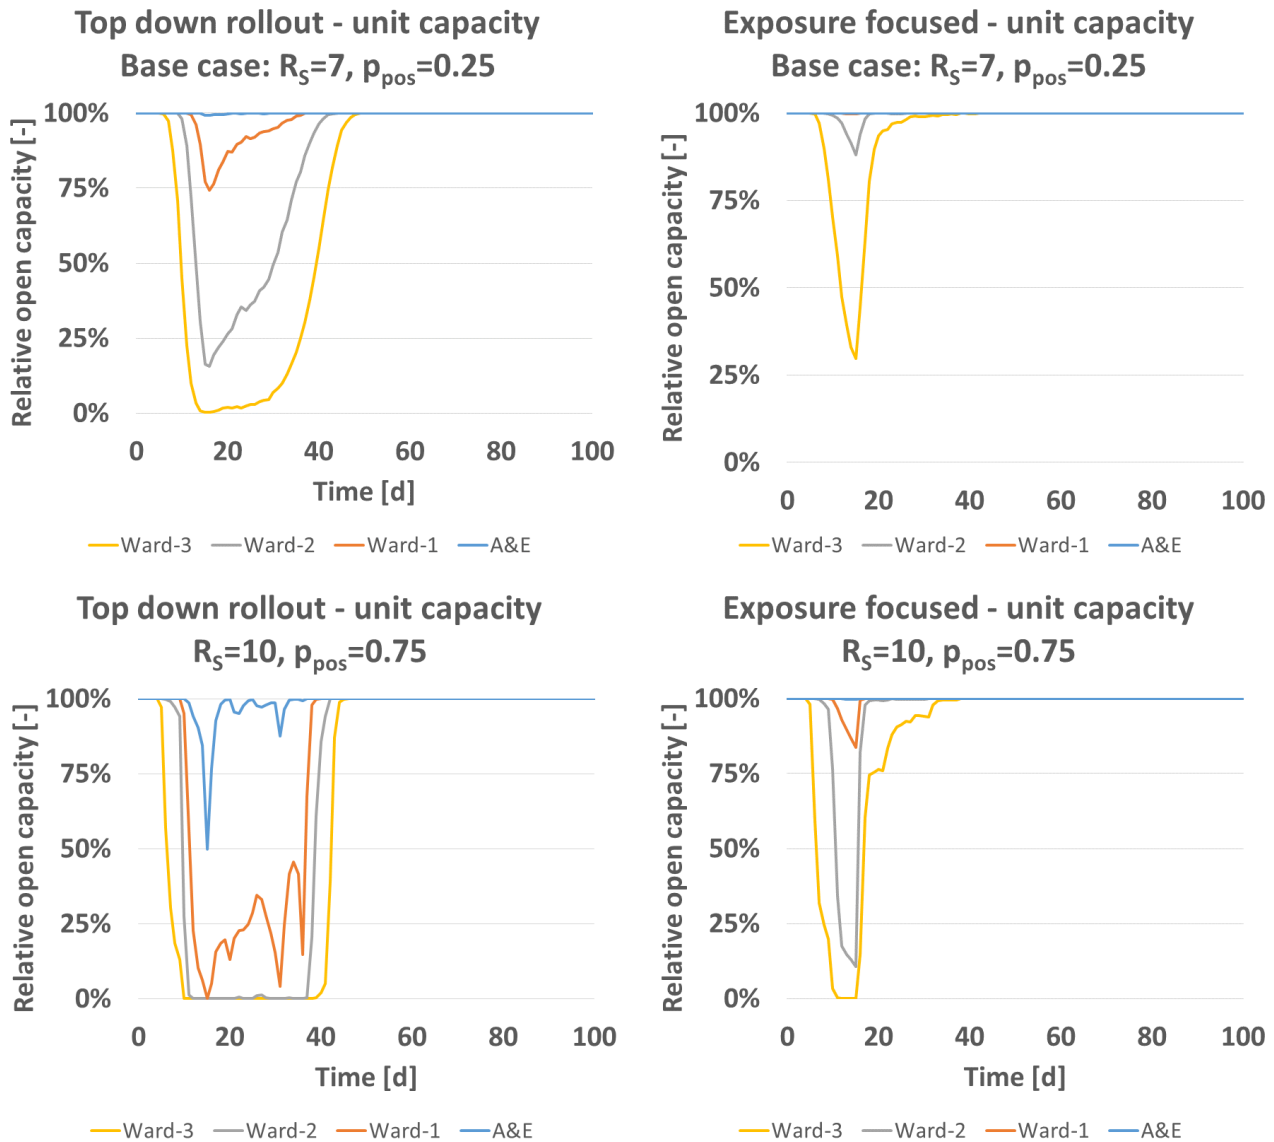 Top down rollout - unit capacity
Base case: RS=7, ppos=0.25
Relative open capacity [-]
100%
75%
50%
25%
0%
0 20 40 60 80 100
Time [d]
Ward-3 Ward-2 Ward-1 A&E
Exposure focused - unit capacity
Base case: RS=7, ppos=0.25
Relative open capacity [-]
100%
75%
50%
25%
0%
0 20 40 60 80 100
Ward-3 Ward-2 Ward-1 A&E
Top down rollout - unit capacity
RS=10, ppos=0.75
Relative open capacity [-]
100%
75%
50%
25%
0%
0 20 40 60 80 100
Time [d]
Ward-3 Ward-2 Ward-1 A&E
Exposure focused - unit capacity
RS=10, ppos=0.75
Relative open capacity [-]
100%
75%
50%
25%
0%
0 20 40 60 80 100
Time [d]
Ward-3 Ward-2 Ward-1 A&E